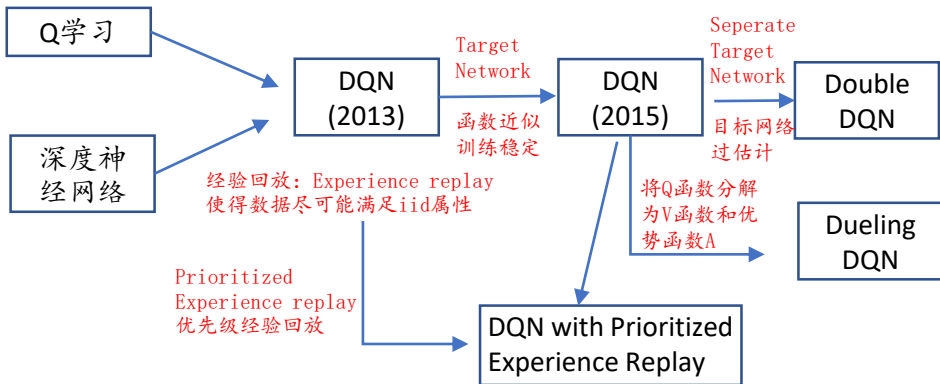 Q学习
深度神
经网络
DQN
(2013)
Target
Network
函数近似
训练稳定
DQN
(2015)
Seperate
Target
Network
目标网络
过估计
Double
DQN
经验回放: Experience replay
使得数据尽可能满足iid属性
将Q函数分解
为V函数和优
势函数A
Dueling
DQN
Prioritized
Experience replay
优先级经验回放
DQN with Prioritized
Experience Replay